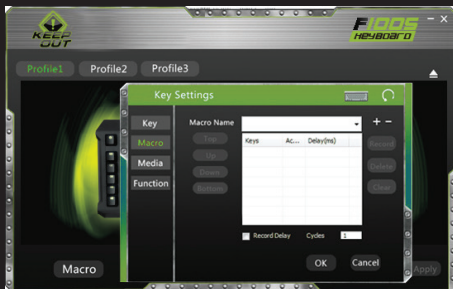 KEEP OUT
F100S
KEYBOARD
Profile1 Profile2 Profile3
Key Settings
Key
Macro
Media
Function
Macro Name
Top
Up
Down
Bottom
Keys Ac... Delay(ms)
Record
Delete
Clear
Record Delay Cycles 1
OK Cancel
Macro
Apply